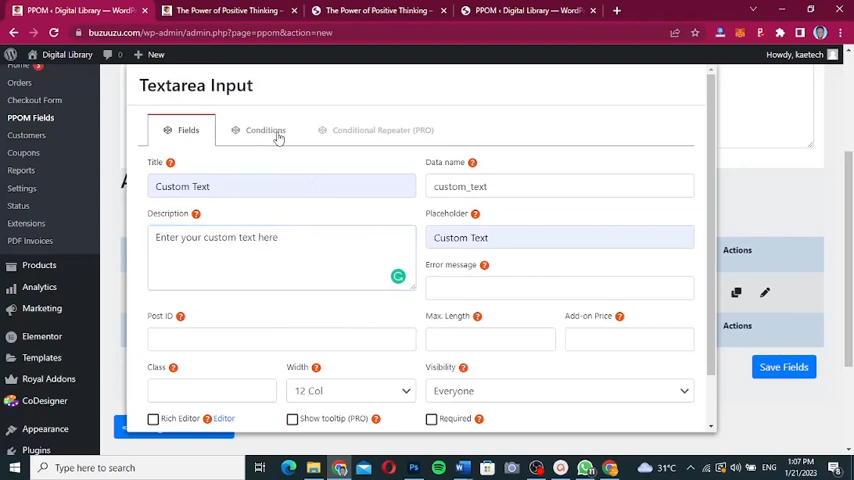 PPOM ‹ Digital Library — WordPre
The Power of Positive Thinking –
The Power of Positive Thinking –
PPOM ‹ Digital Library — WordPre
buzuuzu.com/wp-admin/admin.php?page=ppom&action=new
Digital Library
0
New
Howdy, kaetech
Home
Orders
Checkout Form
PPOM Fields
Customers
Coupons
Reports
Settings
Status
Extensions
PDF Invoices
Products
Analytics
Marketing
Elementor
Templates
Royal Addons
CoDesigner
Appearance
Plugins
Textarea Input
Fields
Conditions
Conditional Repeater (PRO)
Title
Data name
Custom Text
custom_text
Description
Placeholder
Enter your custom text here
Custom Text
Error message
Post ID
Max. Length
Add-on Price
Class
Width
Visibility
12 Col
Everyone
Rich Editor
Editor
Show tooltip (PRO)
Required
Actions
Actions
Save Fields
Type here to search
31°C
ENG
1:07 PM
1/21/2023